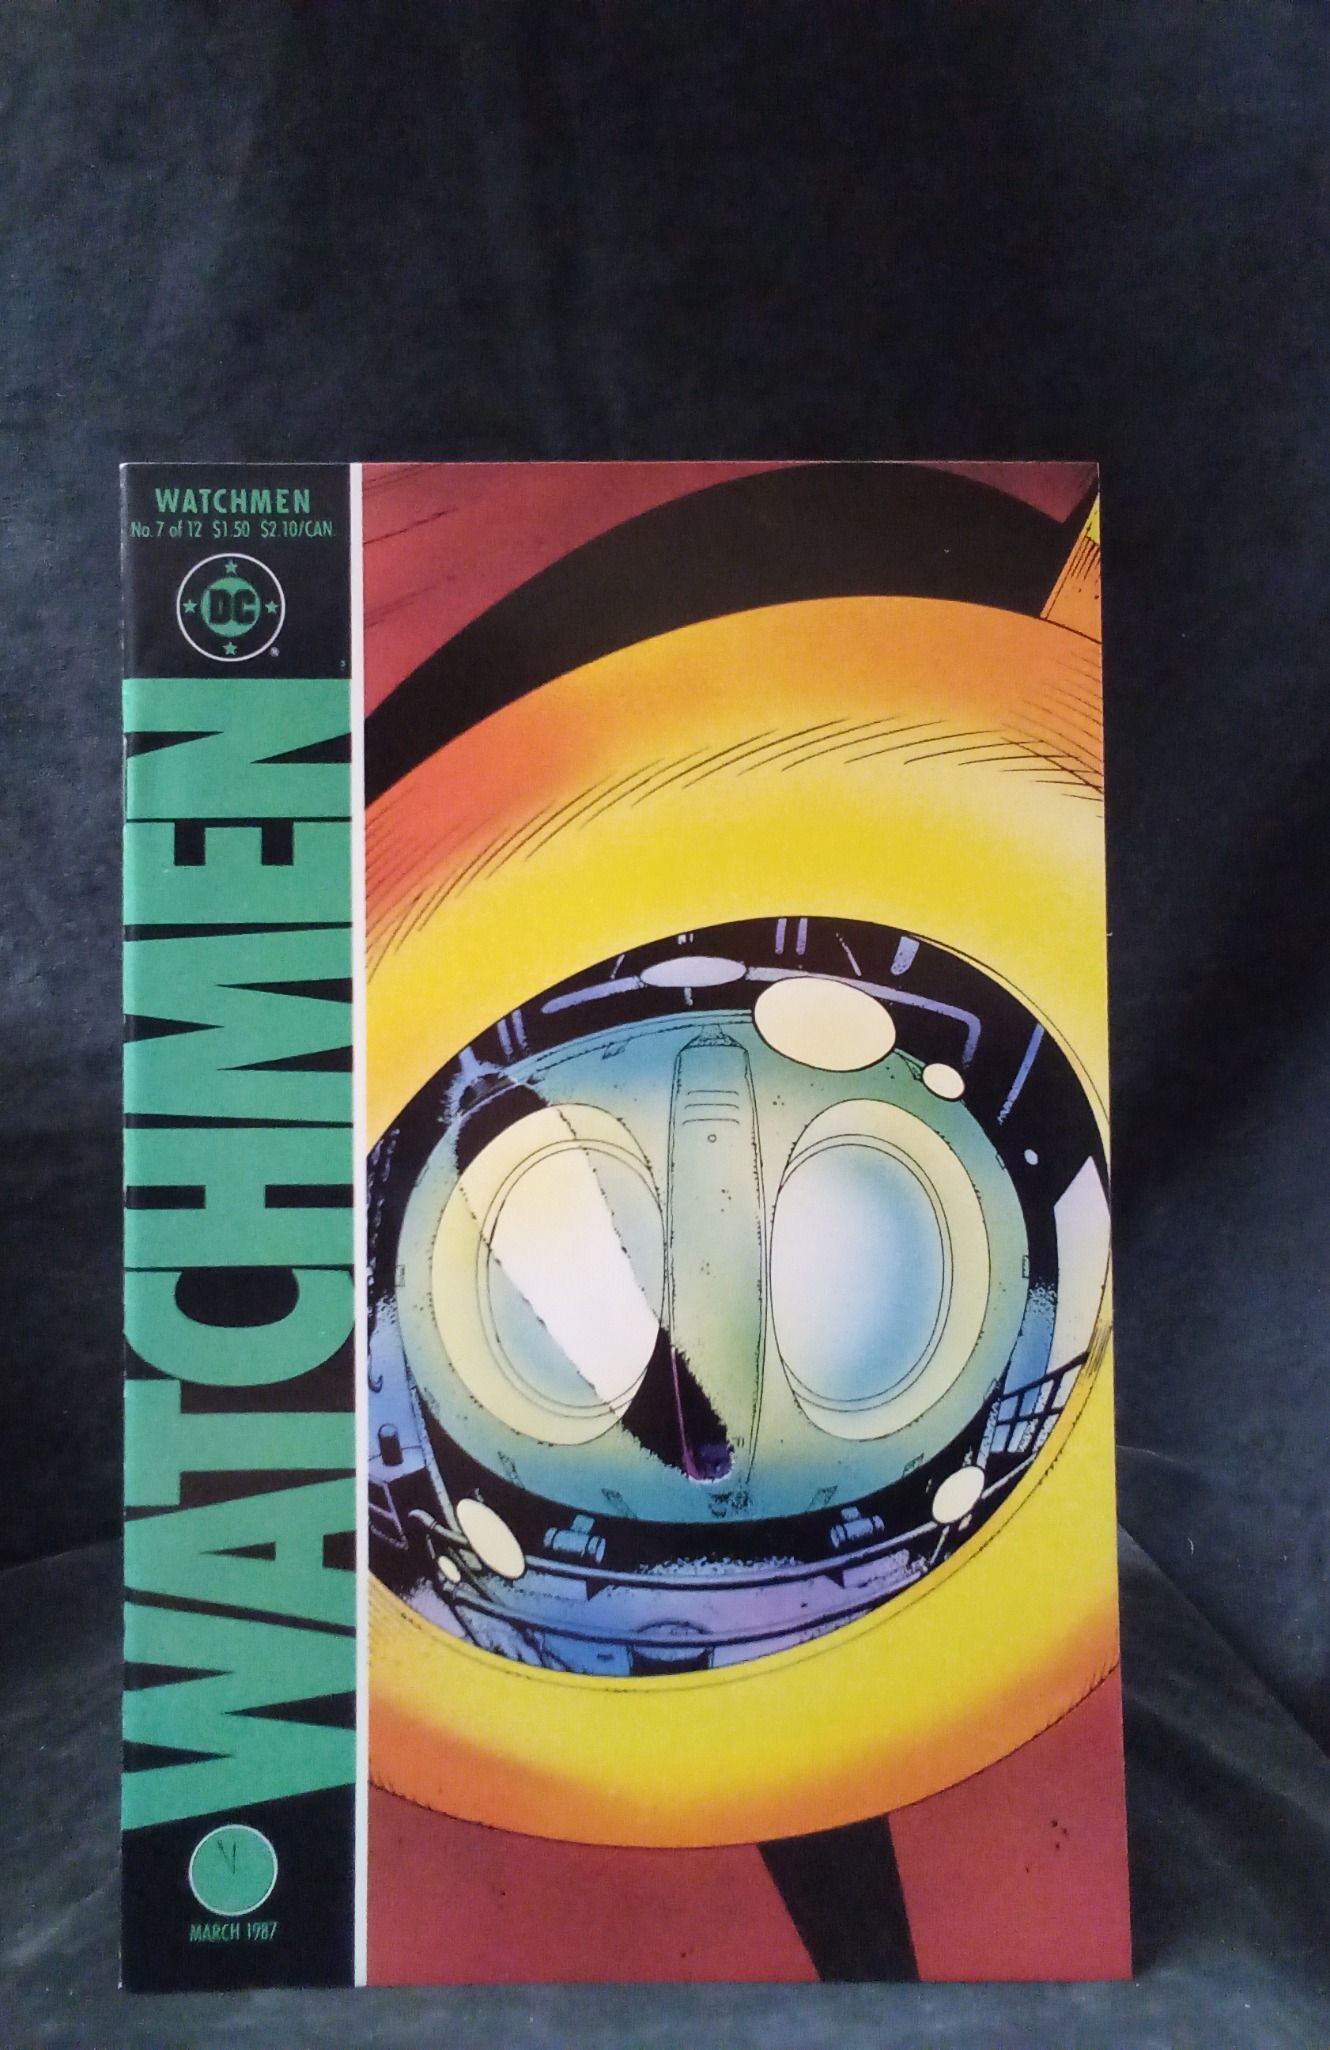 WATCHMEN
No. 7 of 12 $1.50 $2.10/CAN.
DC
®
WATCHMEN
MARCH 1987